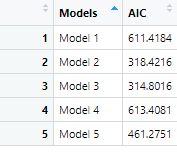 Models AIC
1 Model 1 611.4184
2 Model 2 318.4216
3 Model 3 314.8016
4 Model 4 613.4081
5 Model 5 461.2751